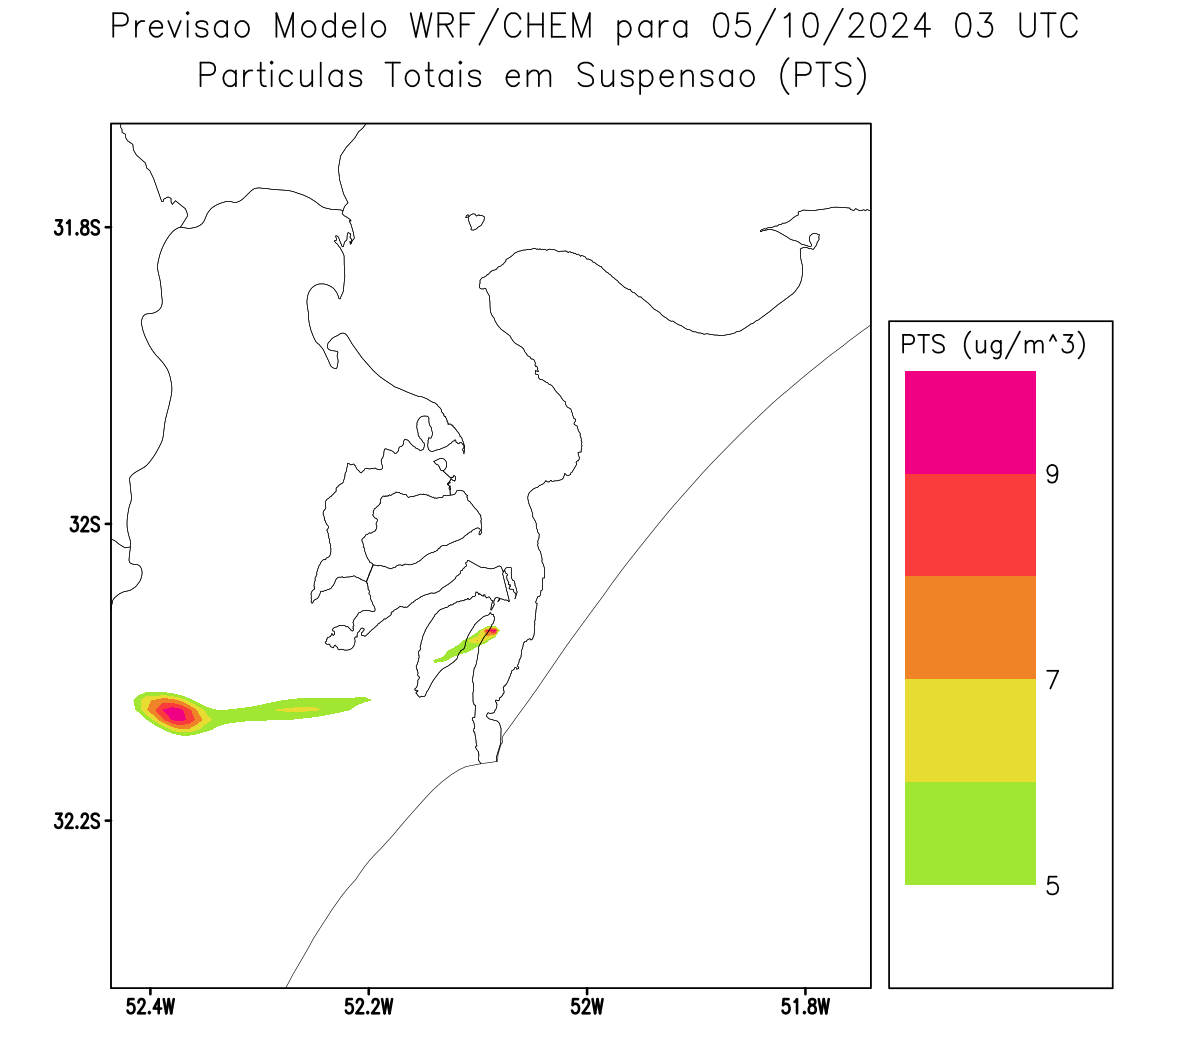 Previsao Modelo WRF/CHEM para 05/10/2024 03 UTC
Particulas Totais em Suspensao (PTS)
31.8S
32S
32.2S
52.4W
52.2W
52W
51.8W
PTS (ug/m^3)
9
7
5